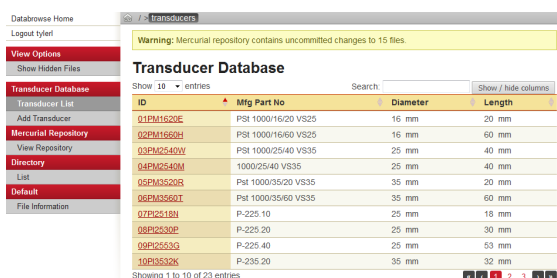 Databrowse Home
Logout tylerl
View Options
Show Hidden Files
Transducer Database
Transducer List
Add Transducer
Mercurial Repository
View Repository
Directory
List
Default
File Information
/ > transducers
Warning: Mercurial repository contains uncommitted changes to 15 files.
Transducer Database
Show 10 entries Search: Show / hide columns
ID Mfg Part No Diameter Length
01PM1620E PSt 1000/16/20 VS25 16 mm 20 mm
02PM1660H PSt 1000/16/60 VS25 16 mm 60 mm
03PM2540W PSt 1000/25/40 VS35 25 mm 40 mm
04PM2540M 1000/25/40 VS35 25 mm 40 mm
05PM3520R PSt 1000/35/20 VS35 35 mm 20 mm
06PM3560T PSt 1000/35/60 VS35 35 mm 60 mm
07PI2518N P-225.10 25 mm 18 mm
08PI2530P P-225.20 25 mm 30 mm
09PI2553G P-225.40 25 mm 53 mm
10PI3532K P-235.20 35 mm 32 mm
Showing 1 to 10 of 23 entries 1 2 3